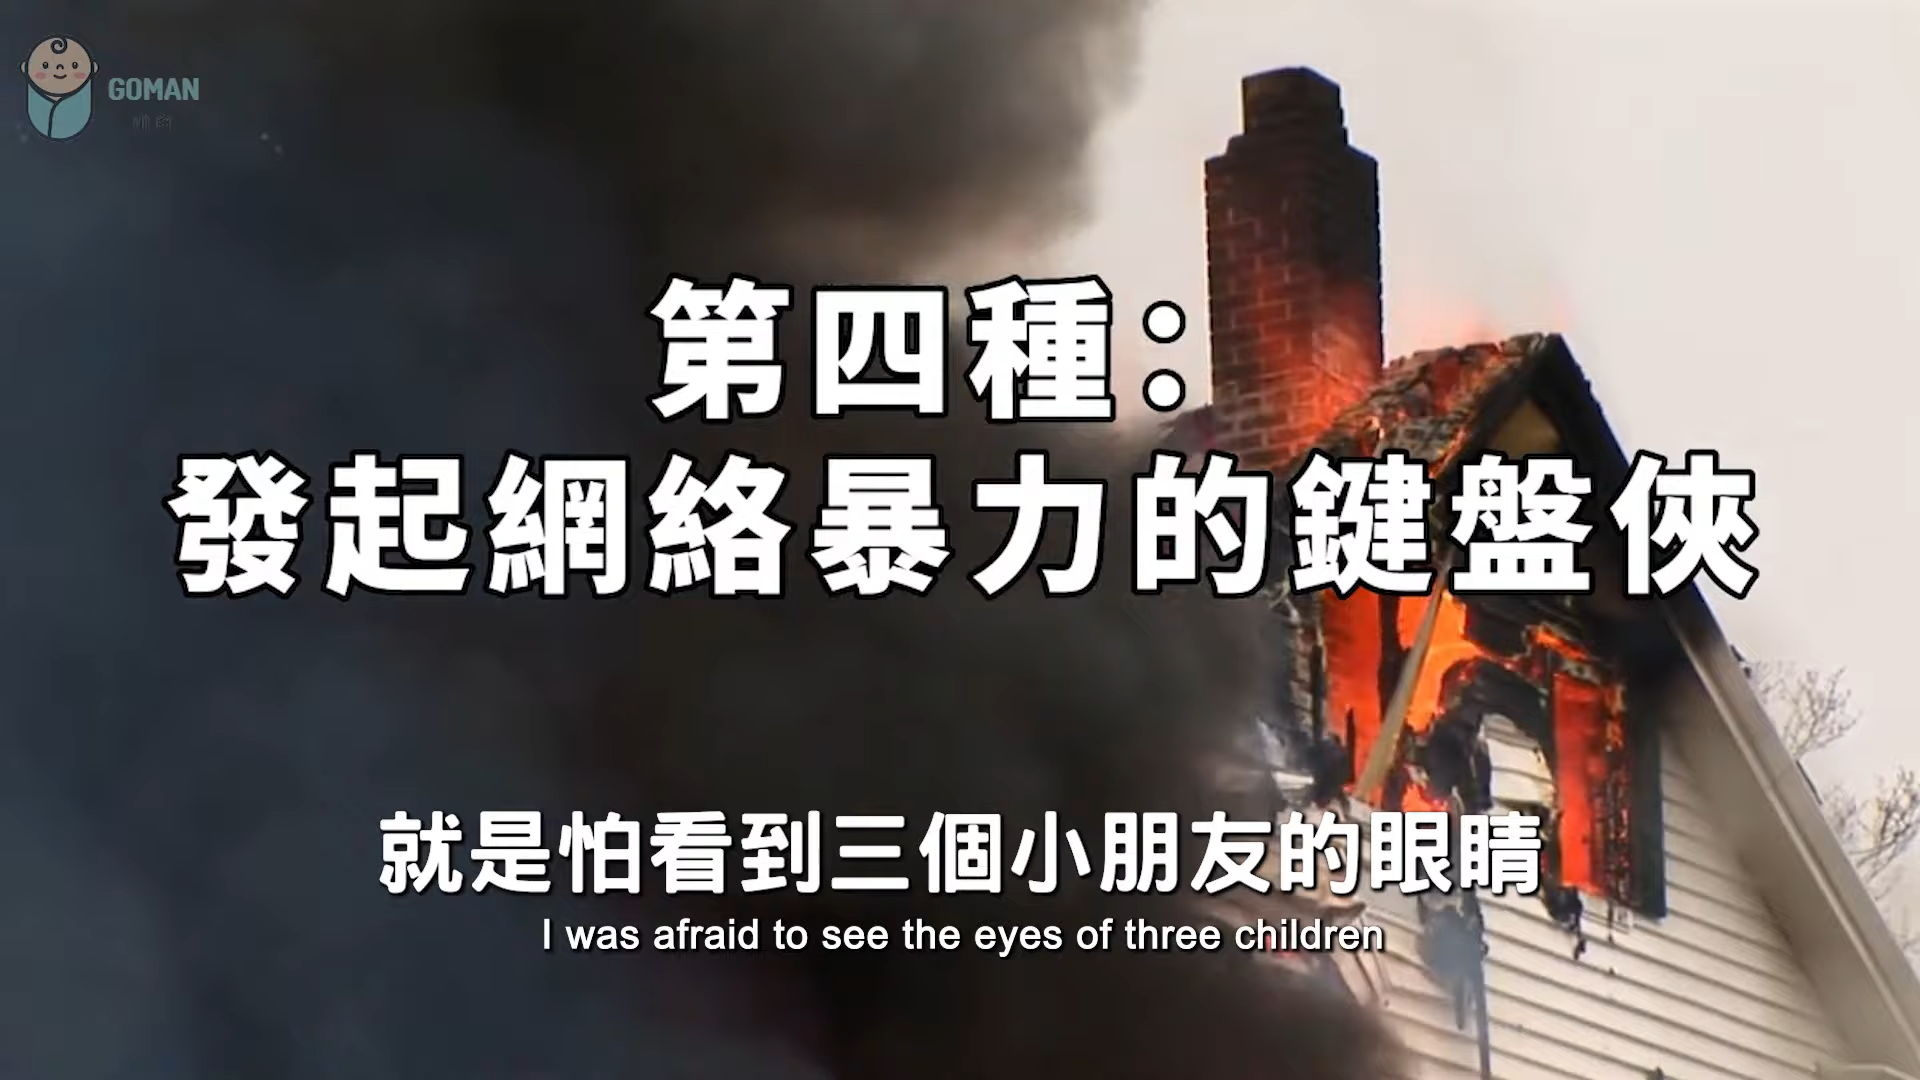 GOMAN
第四種：
發起網絡暴力的鍵盤俠
就是怕看到三個小朋友的眼睛
I was afraid to see the eyes of three children